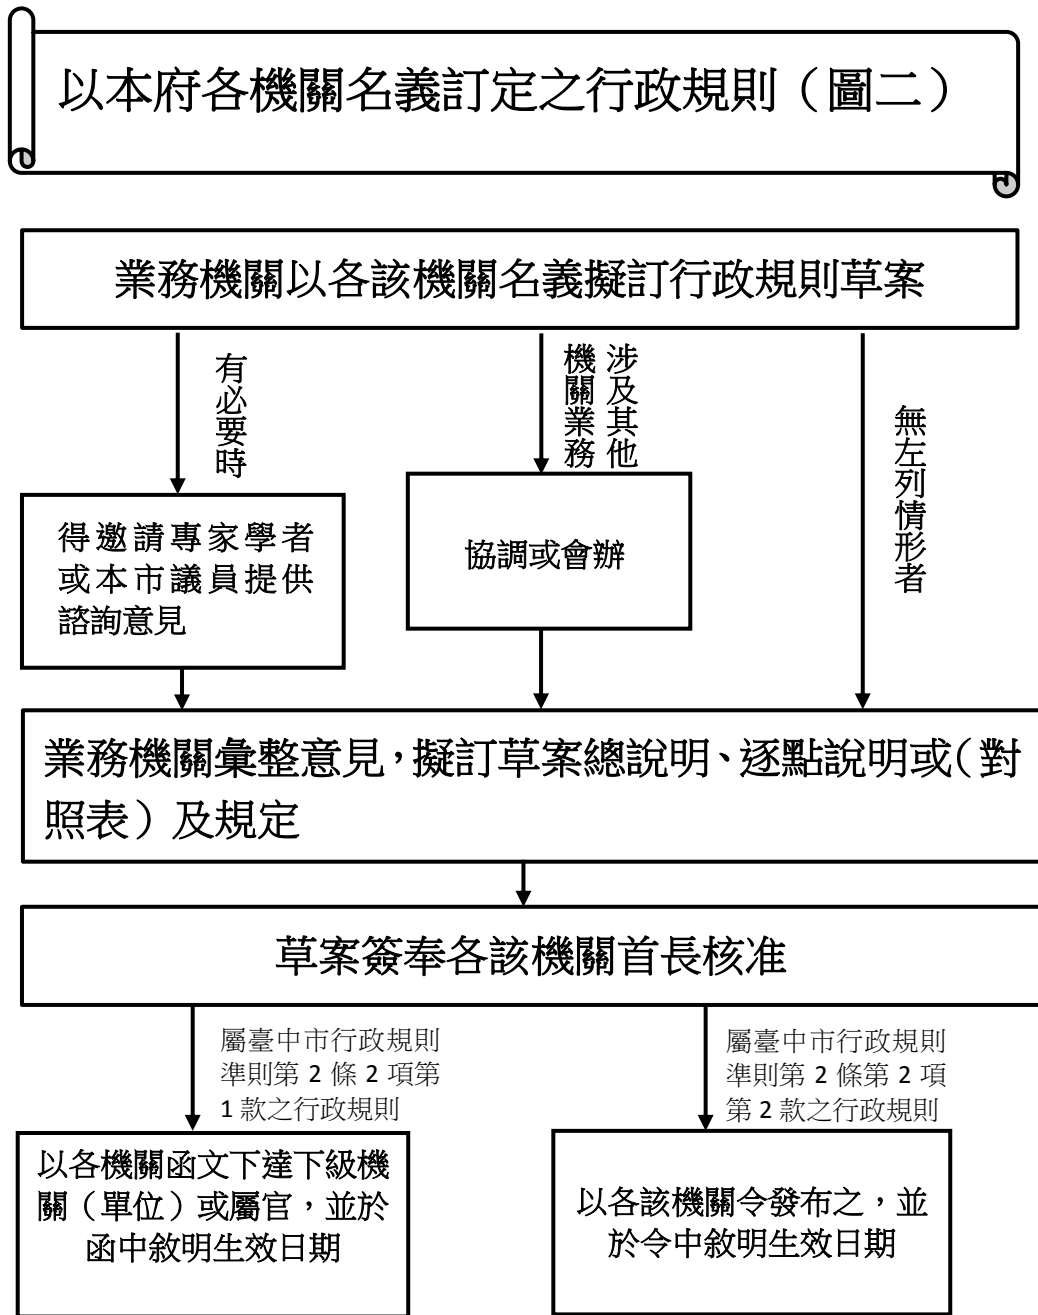 以本府各機關名義訂定之行政規則（圖二）
業務機關以各該機關名義擬訂行政規則草案
有必要時
涉及其他
機關業務
無左列情形者
得邀請專家學者
或本市議員提供
諮詢意見
協調或會辦
業務機關彙整意見，擬訂草案總說明、逐點說明或（對
照表）及規定
草案簽奉各該機關首長核准
屬臺中市行政規則
準則第 2 條 2 項第
1 款之行政規則
屬臺中市行政規則
準則第 2 條第 2 項
第 2 款之行政規則
以各機關函文下達下級機
關（單位）或屬官，並於
函中敘明生效日期
以各該機關令發布之，並
於令中敘明生效日期